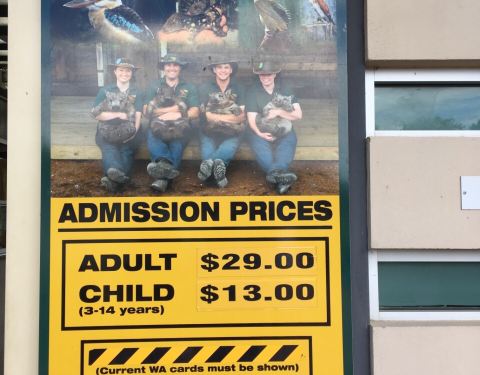 ADMISSION PRICES
ADULT $29.00
CHILD $13.00
(3-14 years)
(Current WA cards must be shown)